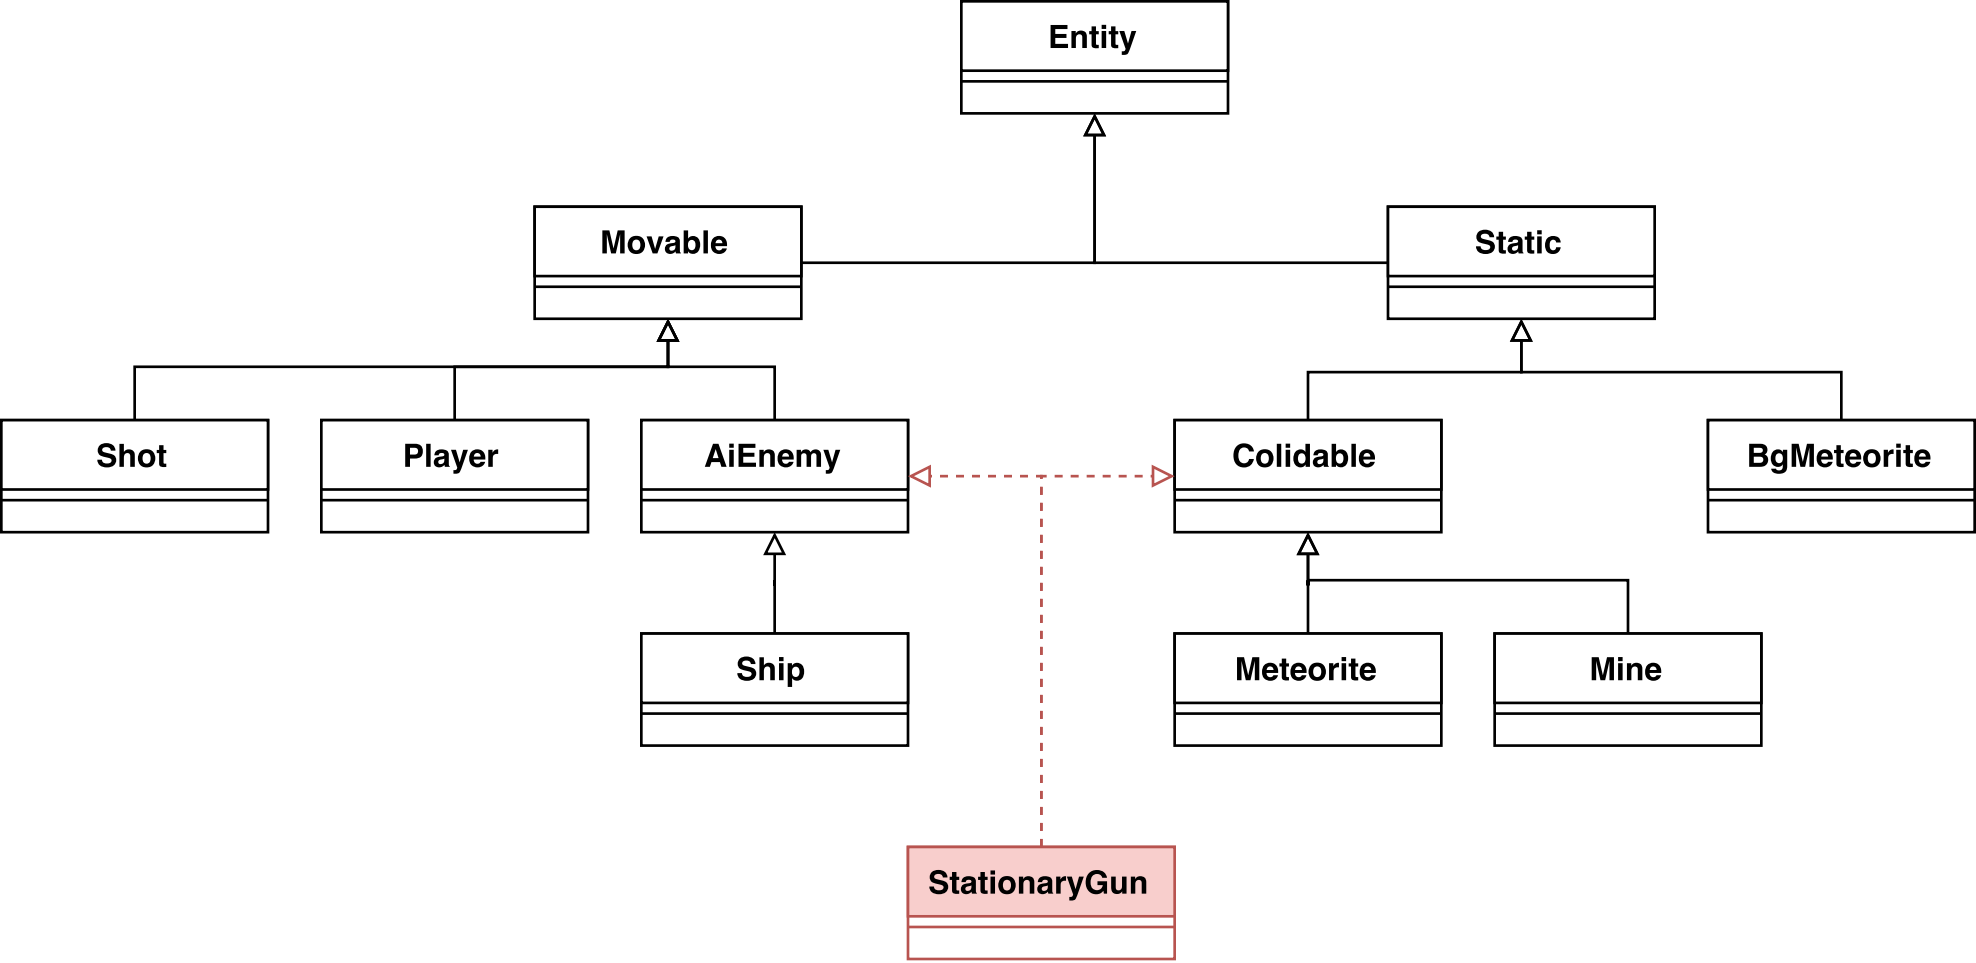 Entity
Movable
Static
Shot
Player
AiEnemy
Colidable
BgMeteorite
Ship
Meteorite
Mine
StationaryGun